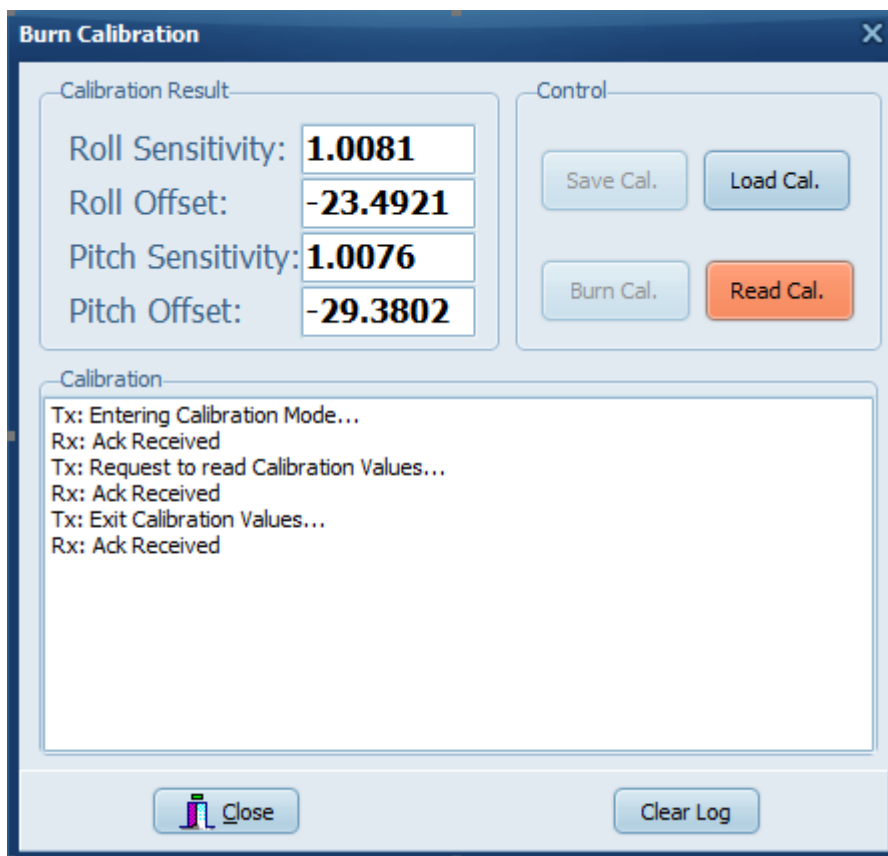 Burn Calibration
Calibration Result
Roll Sensitivity: 1.0081
Roll Offset: -23.4921
Pitch Sensitivity: 1.0076
Pitch Offset: -29.3802
Control
Save Cal. Load Cal.
Burn Cal. Read Cal.
Calibration
Tx: Entering Calibration Mode...
Rx: Ack Received
Tx: Request to read Calibration Values...
Rx: Ack Received
Tx: Exit Calibration Values...
Rx: Ack Received
Close Clear Log